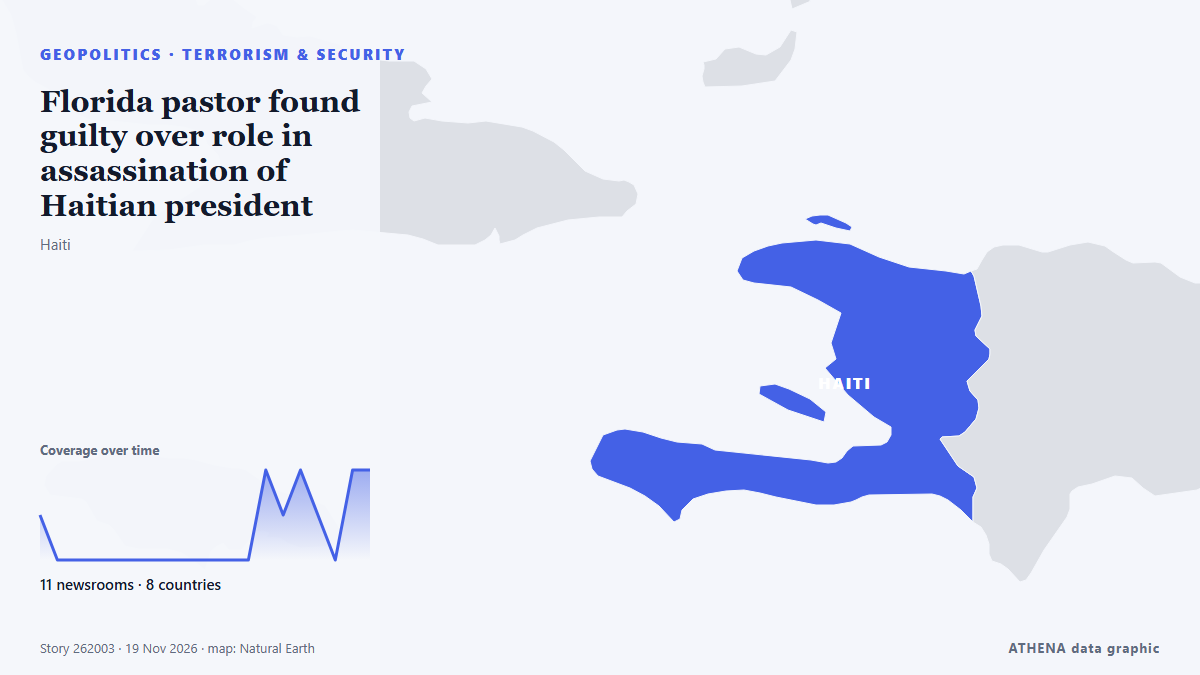 GEOPOLITICS · TERRORISM & SECURITY
Florida pastor found
guilty over role in
assassination of
Haitian president
Haiti
HAITI
Coverage over time
11 newsrooms · 8 countries
Story 262003 · 19 Nov 2026 · map: Natural Earth
ATHENA data graphic